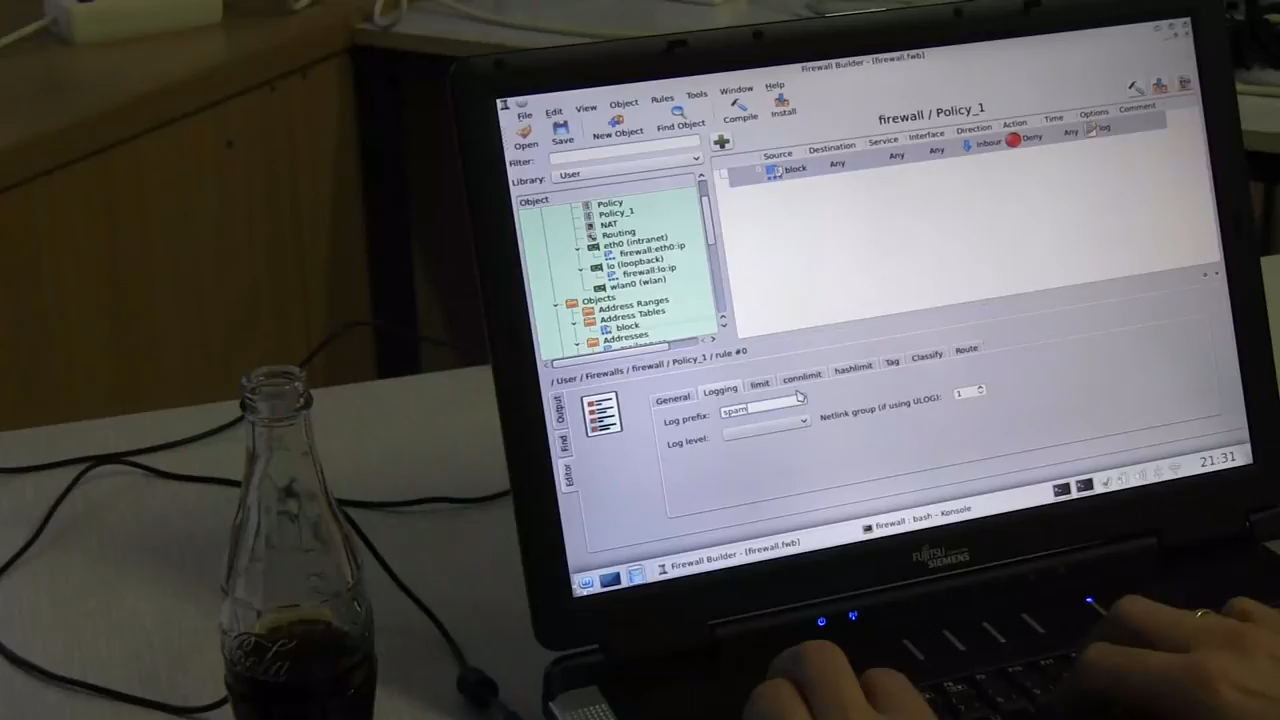 Firewall Builder - [firewall.fwb]
File Edit View Object Rules Tools Window Help
Open Save New Object Find Object Compile Install
firewall / Policy_1
Filter:
Library: User
Source Destination Service Interface Direction Action Time Options Comment
block Any Any Any Inbour Deny Any log
Object
Policy
Policy_1
NAT
Routing
eth0 (intranet)
firewall:eth0:ip
lo (loopback)
firewall:lo:ip
wlan0 (wlan)
Objects
Address Ranges
Address Tables
block
Addresses
/ User / Firewalls / firewall / Policy_1 / rule #0
Output
Find
Editor
General Logging limit connlimit hashlimit Tag Classify Route
Log prefix: spam Netlink group (if using ULOG): 1
Log level:
21:31
Firewall Builder - [firewall.fwb] firewall : bash - Konsole
FUJITSU
SIEMENS
Cola